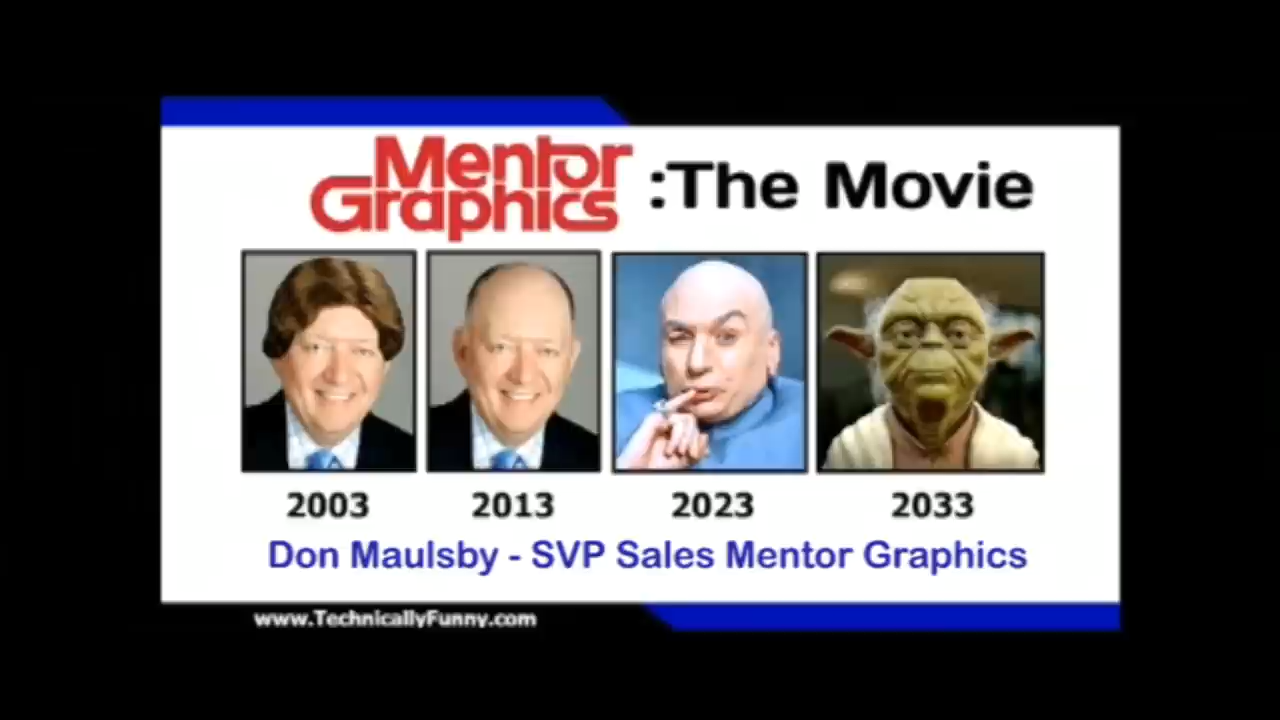 Mentor
Graphics :The Movie
2003 2013 2023 2033
Don Maulsby - SVP Sales Mentor Graphics
www.TechnicallyFunny.com